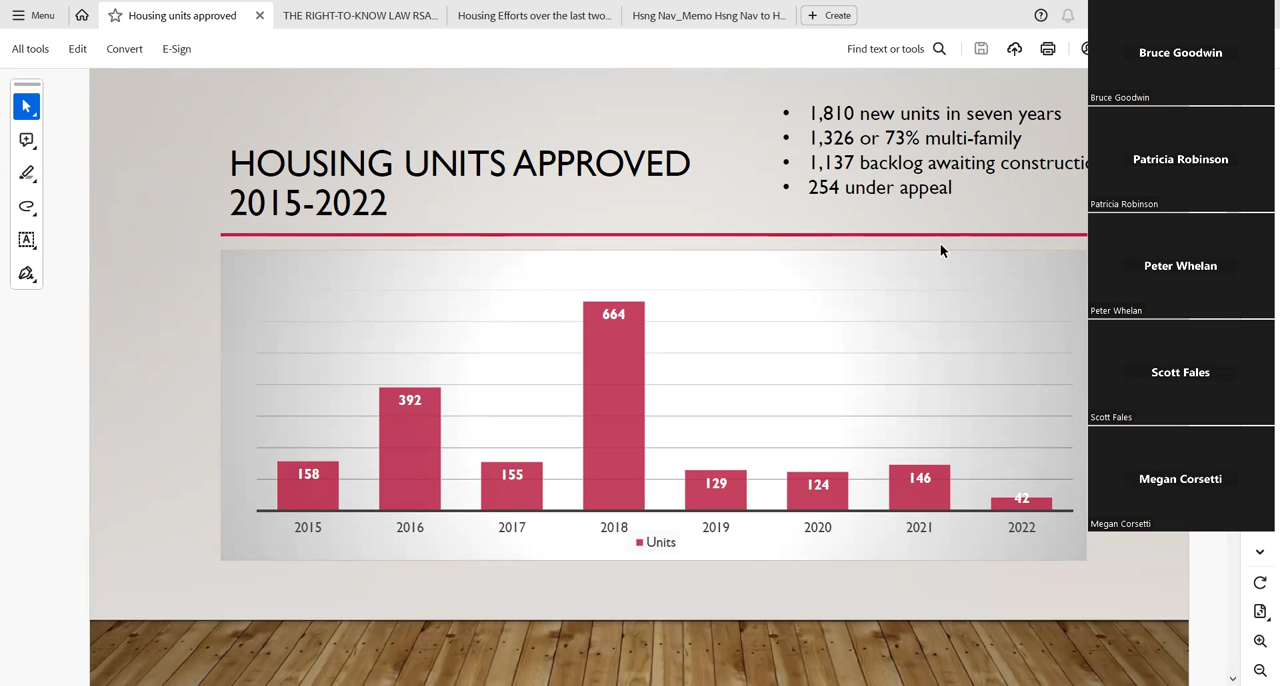 Menu
Housing units approved
THE RIGHT-TO-KNOW LAW RSA...
Housing Efforts over the last two...
Hsng Nav_Memo Hsng Nav to H...
Create
All tools
Edit
Convert
E-Sign
Find text or tools
HOUSING UNITS APPROVED
2015-2022
• 1,810 new units in seven years
• 1,326 or 73% multi-family
• 1,137 backlog awaiting constructio
• 254 under appeal
158
392
155
664
129
124
146
42
2015
2016
2017
2018
2019
2020
2021
2022
Units
Bruce Goodwin
Bruce Goodwin
Patricia Robinson
Patricia Robinson
Peter Whelan
Peter Whelan
Scott Fales
Scott Fales
Megan Corsetti
Megan Corsetti